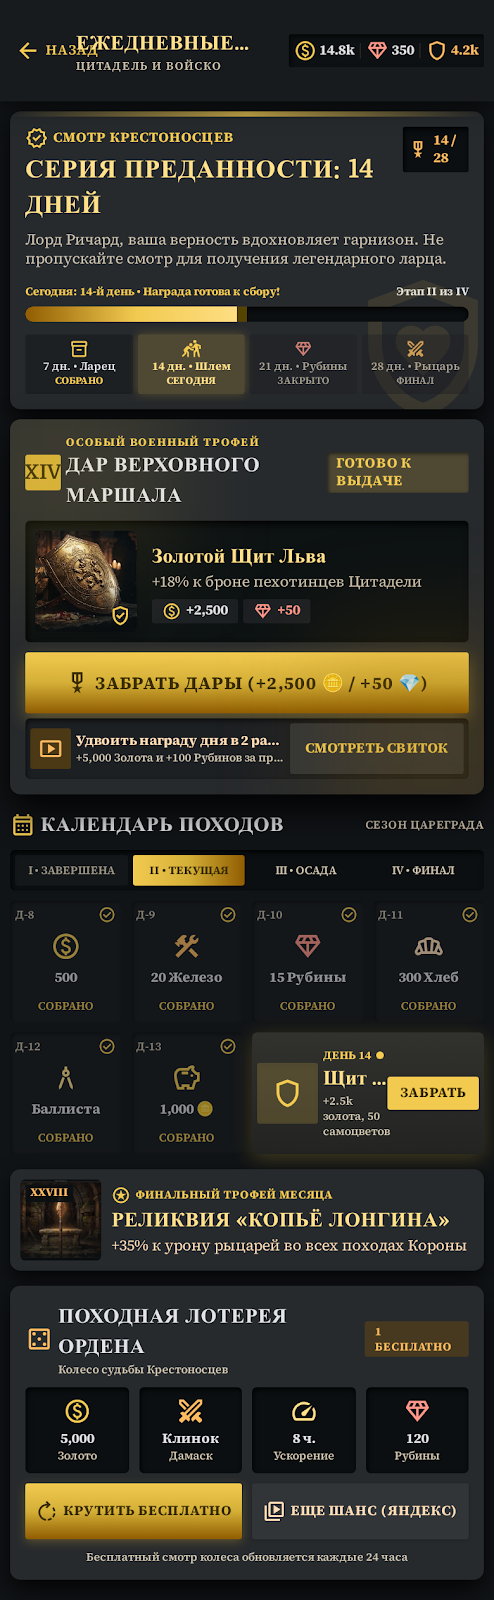 НАЗАД
ЕЖЕДНЕВНЫЕ...
ЦИТАДЕЛЬ И ВОЙСКО
14.8k 350 4.2k
СМОТР КРЕСТОНОСЦЕВ
14 /
28
СЕРИЯ ПРЕДАННОСТИ: 14
ДНЕЙ
Лорд Ричард, ваша верность вдохновляет гарнизон. Не
пропускайте смотр для получения легендарного ларца.
Сегодня: 14-й день • Награда готова к сбору! Этап II из IV
7 дн. • Ларец 14 дн. • Шлем 21 дн. • Рубины 28 дн. • Рыцарь
СОБРАНО СЕГОДНЯ ЗАКРЫТО ФИНАЛ
ОСОБЫЙ ВОЕННЫЙ ТРОФЕЙ
XIV
ДАР ВЕРХОВНОГО
МАРШАЛА
ГОТОВО К
ВЫДАЧЕ
Золотой Щит Льва
+18% к броне пехотинцев Цитадели
+2,500 +50
ЗАБРАТЬ ДАРЫ (+2,500 🪙 / +50 💎)
Удвоить награду дня в 2 ра...
+5,000 Золота и +100 Рубинов за пр...
СМОТРЕТЬ СВИТОК
КАЛЕНДАРЬ ПОХОДОВ СЕЗОН ЦАРЕГРАДА
I • ЗАВЕРШЕНА II • ТЕКУЩАЯ III • ОСАДА IV • ФИНАЛ
Д-8 Д-9 Д-10 Д-11
500 20 Железо 15 Рубины 300 Хлеб
СОБРАНО СОБРАНО СОБРАНО СОБРАНО
Д-12 Д-13
Баллиста 1,000 🪙
СОБРАНО СОБРАНО
ДЕНЬ 14
Щит ...
+2.5k
золота, 50
самоцветов
ЗАБРАТЬ
XXVIII
ФИНАЛЬНЫЙ ТРОФЕЙ МЕСЯЦА
РЕЛИКВИЯ «КОПЬЁ ЛОНГИНА»
+35% к урону рыцарей во всех походах Короны
ПОХОДНАЯ ЛОТЕРЕЯ
ОРДЕНА
Колесо судьбы Крестоносцев
1
БЕСПЛАТНО
5,000 Клинок 8 ч. 120
Золото Дамаск Ускорение Рубины
КРУТИТЬ БЕСПЛАТНО ЕЩЕ ШАНС (ЯНДЕКС)
Бесплатный смотр колеса обновляется каждые 24 часа